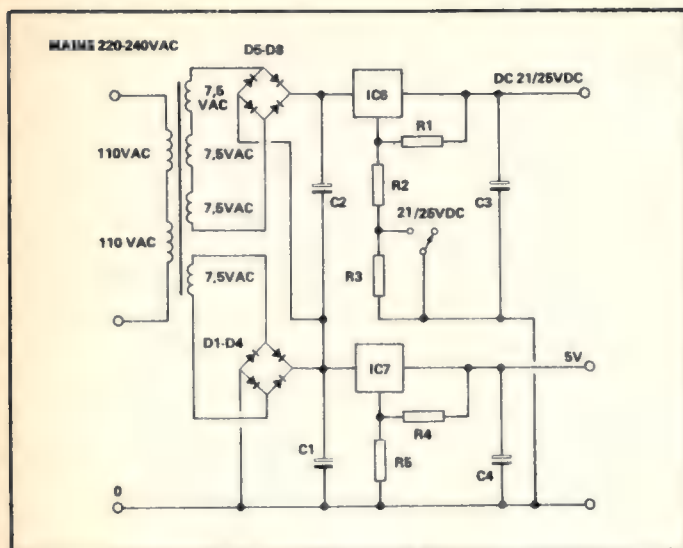 MAINS 220-240VAC
D5-D8
DC 21/25VDC
7,5
VAC
IC6
R1
110VAC
7,5VAC
R2
C2
C3
7,5VAC
21/25VDC
110 VAC
R3
7,5VAC
D1-D4
5V
IC7
R4
C1
R5
C4
0